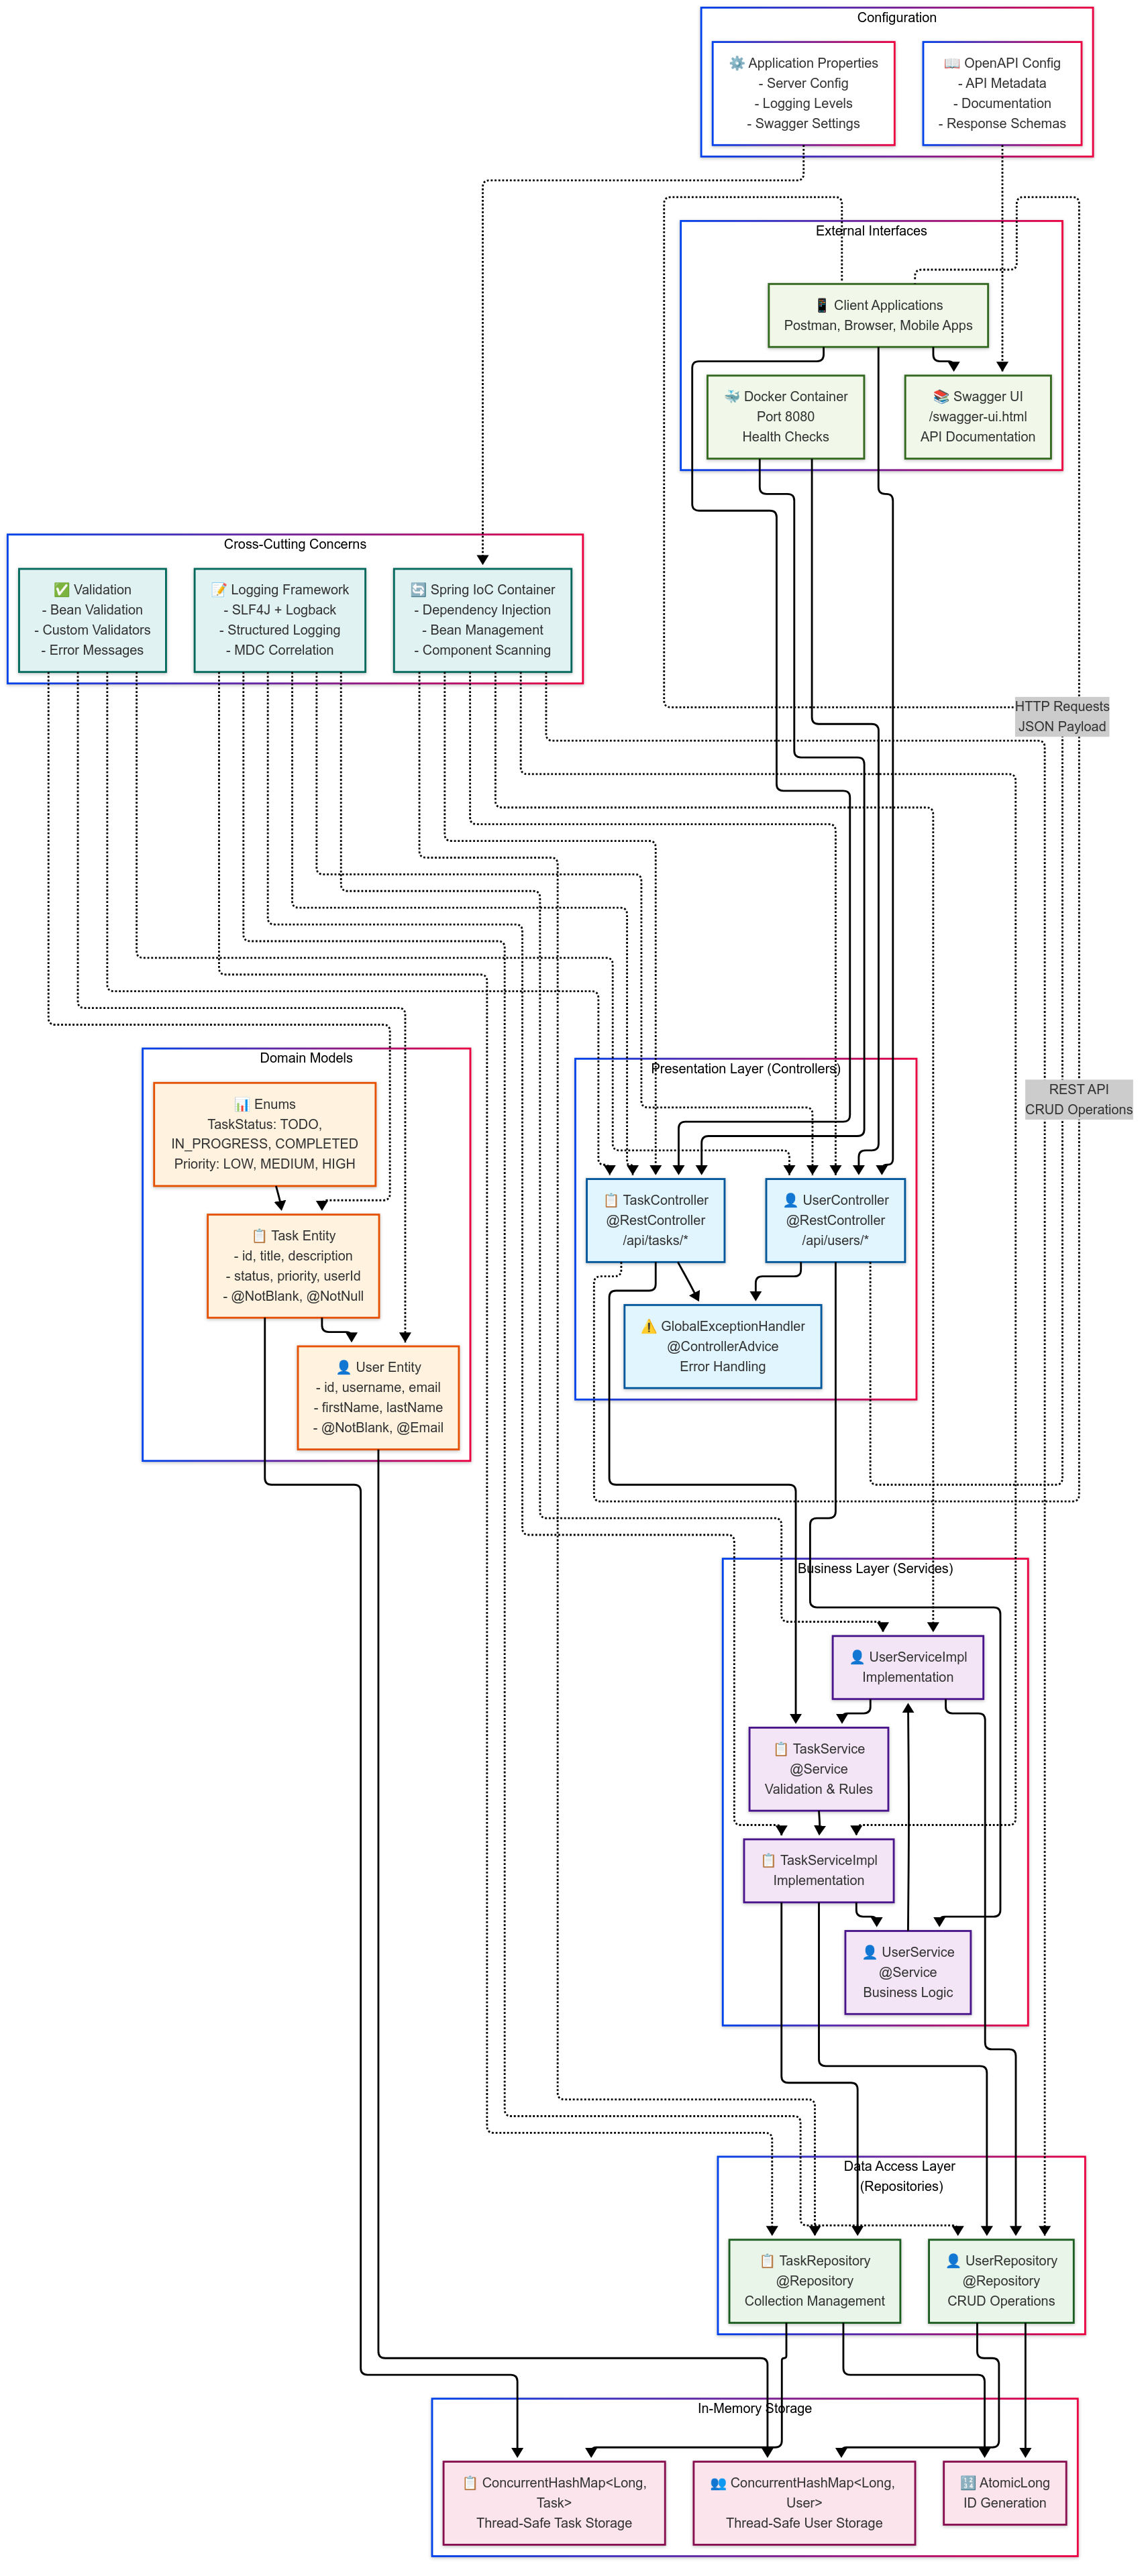 Configuration
⚙️ Application Properties
- Server Config
- Logging Levels
- Swagger Settings
📖 OpenAPI Config
- API Metadata
- Documentation
- Response Schemas
External Interfaces
📱 Client Applications
Postman, Browser, Mobile Apps
🐳 Docker Container
Port 8080
Health Checks
📚 Swagger UI
/swagger-ui.html
API Documentation
Cross-Cutting Concerns
✅ Validation
- Bean Validation
- Custom Validators
- Error Messages
📝 Logging Framework
- SLF4J + Logback
- Structured Logging
- MDC Correlation
🔄 Spring IoC Container
- Dependency Injection
- Bean Management
- Component Scanning
HTTP Requests
JSON Payload
REST API
CRUD Operations
Domain Models
📊 Enums
TaskStatus: TODO,
IN_PROGRESS, COMPLETED
Priority: LOW, MEDIUM, HIGH
📋 Task Entity
- id, title, description
- status, priority, userId
- @NotBlank, @NotNull
👤 User Entity
- id, username, email
- firstName, lastName
- @NotBlank, @Email
Presentation Layer (Controllers)
📋 TaskController
@RestController
/api/tasks/*
👤 UserController
@RestController
/api/users/*
⚠️ GlobalExceptionHandler
@ControllerAdvice
Error Handling
Business Layer (Services)
👤 UserServiceImpl
Implementation
📋 TaskService
@Service
Validation & Rules
📋 TaskServiceImpl
Implementation
👤 UserService
@Service
Business Logic
Data Access Layer
(Repositories)
📋 TaskRepository
@Repository
Collection Management
👤 UserRepository
@Repository
CRUD Operations
In-Memory Storage
📋 ConcurrentHashMap<Long,
Task>
Thread-Safe Task Storage
👥 ConcurrentHashMap<Long,
User>
Thread-Safe User Storage
🔢 AtomicLong
ID Generation